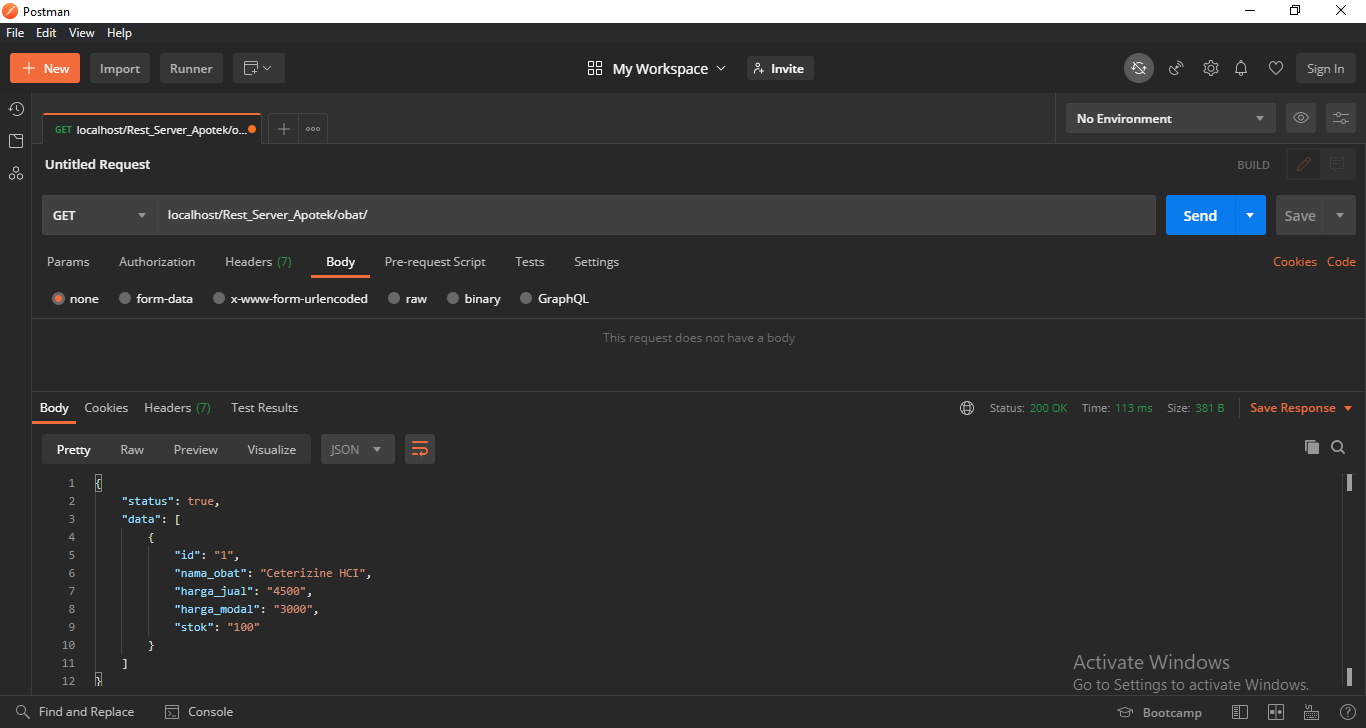 Postman
File Edit View Help
New Import Runner My Workspace Invite Sign In
GET localhost/Rest_Server_Apotek/o... No Environment
Untitled Request BUILD
GET localhost/Rest_Server_Apotek/obat/ Send Save
Params Authorization Headers (7) Body Pre-request Script Tests Settings Cookies Code
none form-data x-www-form-urlencoded raw binary GraphQL
This request does not have a body
Body Cookies Headers (7) Test Results Status: 200 OK Time: 113 ms Size: 381 B Save Response
Pretty Raw Preview Visualize JSON
1 {
2 "status": true,
3 "data": [
4 {
5 "id": "1",
6 "nama_obat": "Ceterizine HCI",
7 "harga_jual": "4500",
8 "harga_modal": "3000",
9 "stok": "100"
10 }
11 ]
12 }
Activate Windows
Go to Settings to activate Windows.
Find and Replace Console Bootcamp